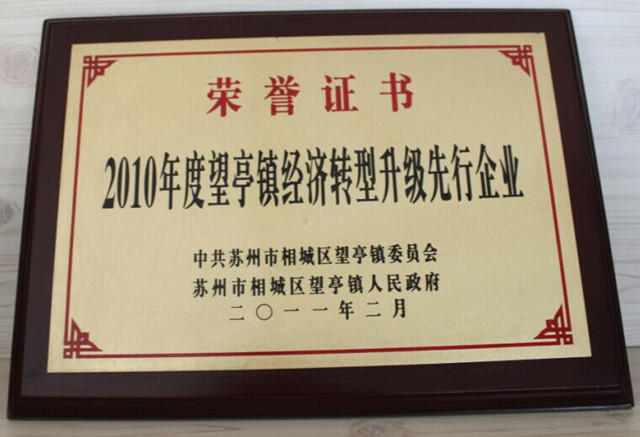 荣誉证书
2010年度望亭镇经济转型升级先行企业
中共苏州市相城区望亭镇委员会
苏州市相城区望亭镇人民政府
二〇一一年二月